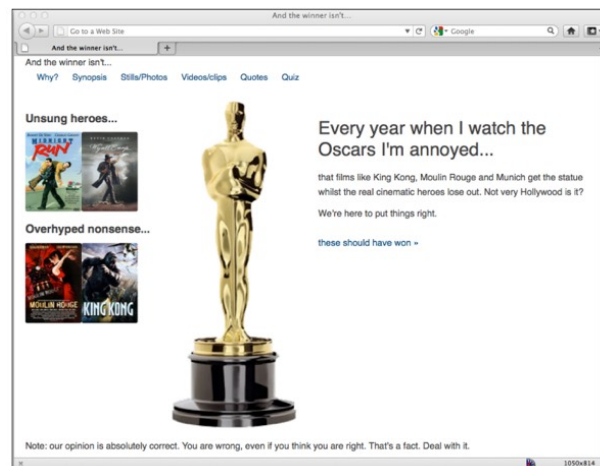 And the winner isn't...
Go to a Web Site
Google
And the winner isn't...
And the winner isn't...
Why? Synopsis Stills/Photos Videos/clips Quotes Quiz
Unsung heroes...
MIDNIGHT RUN
Overhyped nonsense...
MOULIN ROUGE
KING KONG
Every year when I watch the
Oscars I'm annoyed...
that films like King Kong, Moulin Rouge and Munich get the statue
whilst the real cinematic heroes lose out. Not very Hollywood is it?
We're here to put things right.
these should have won »
Note: our opinion is absolutely correct. You are wrong, even if you think you are right. That's a fact. Deal with it.
1050x814